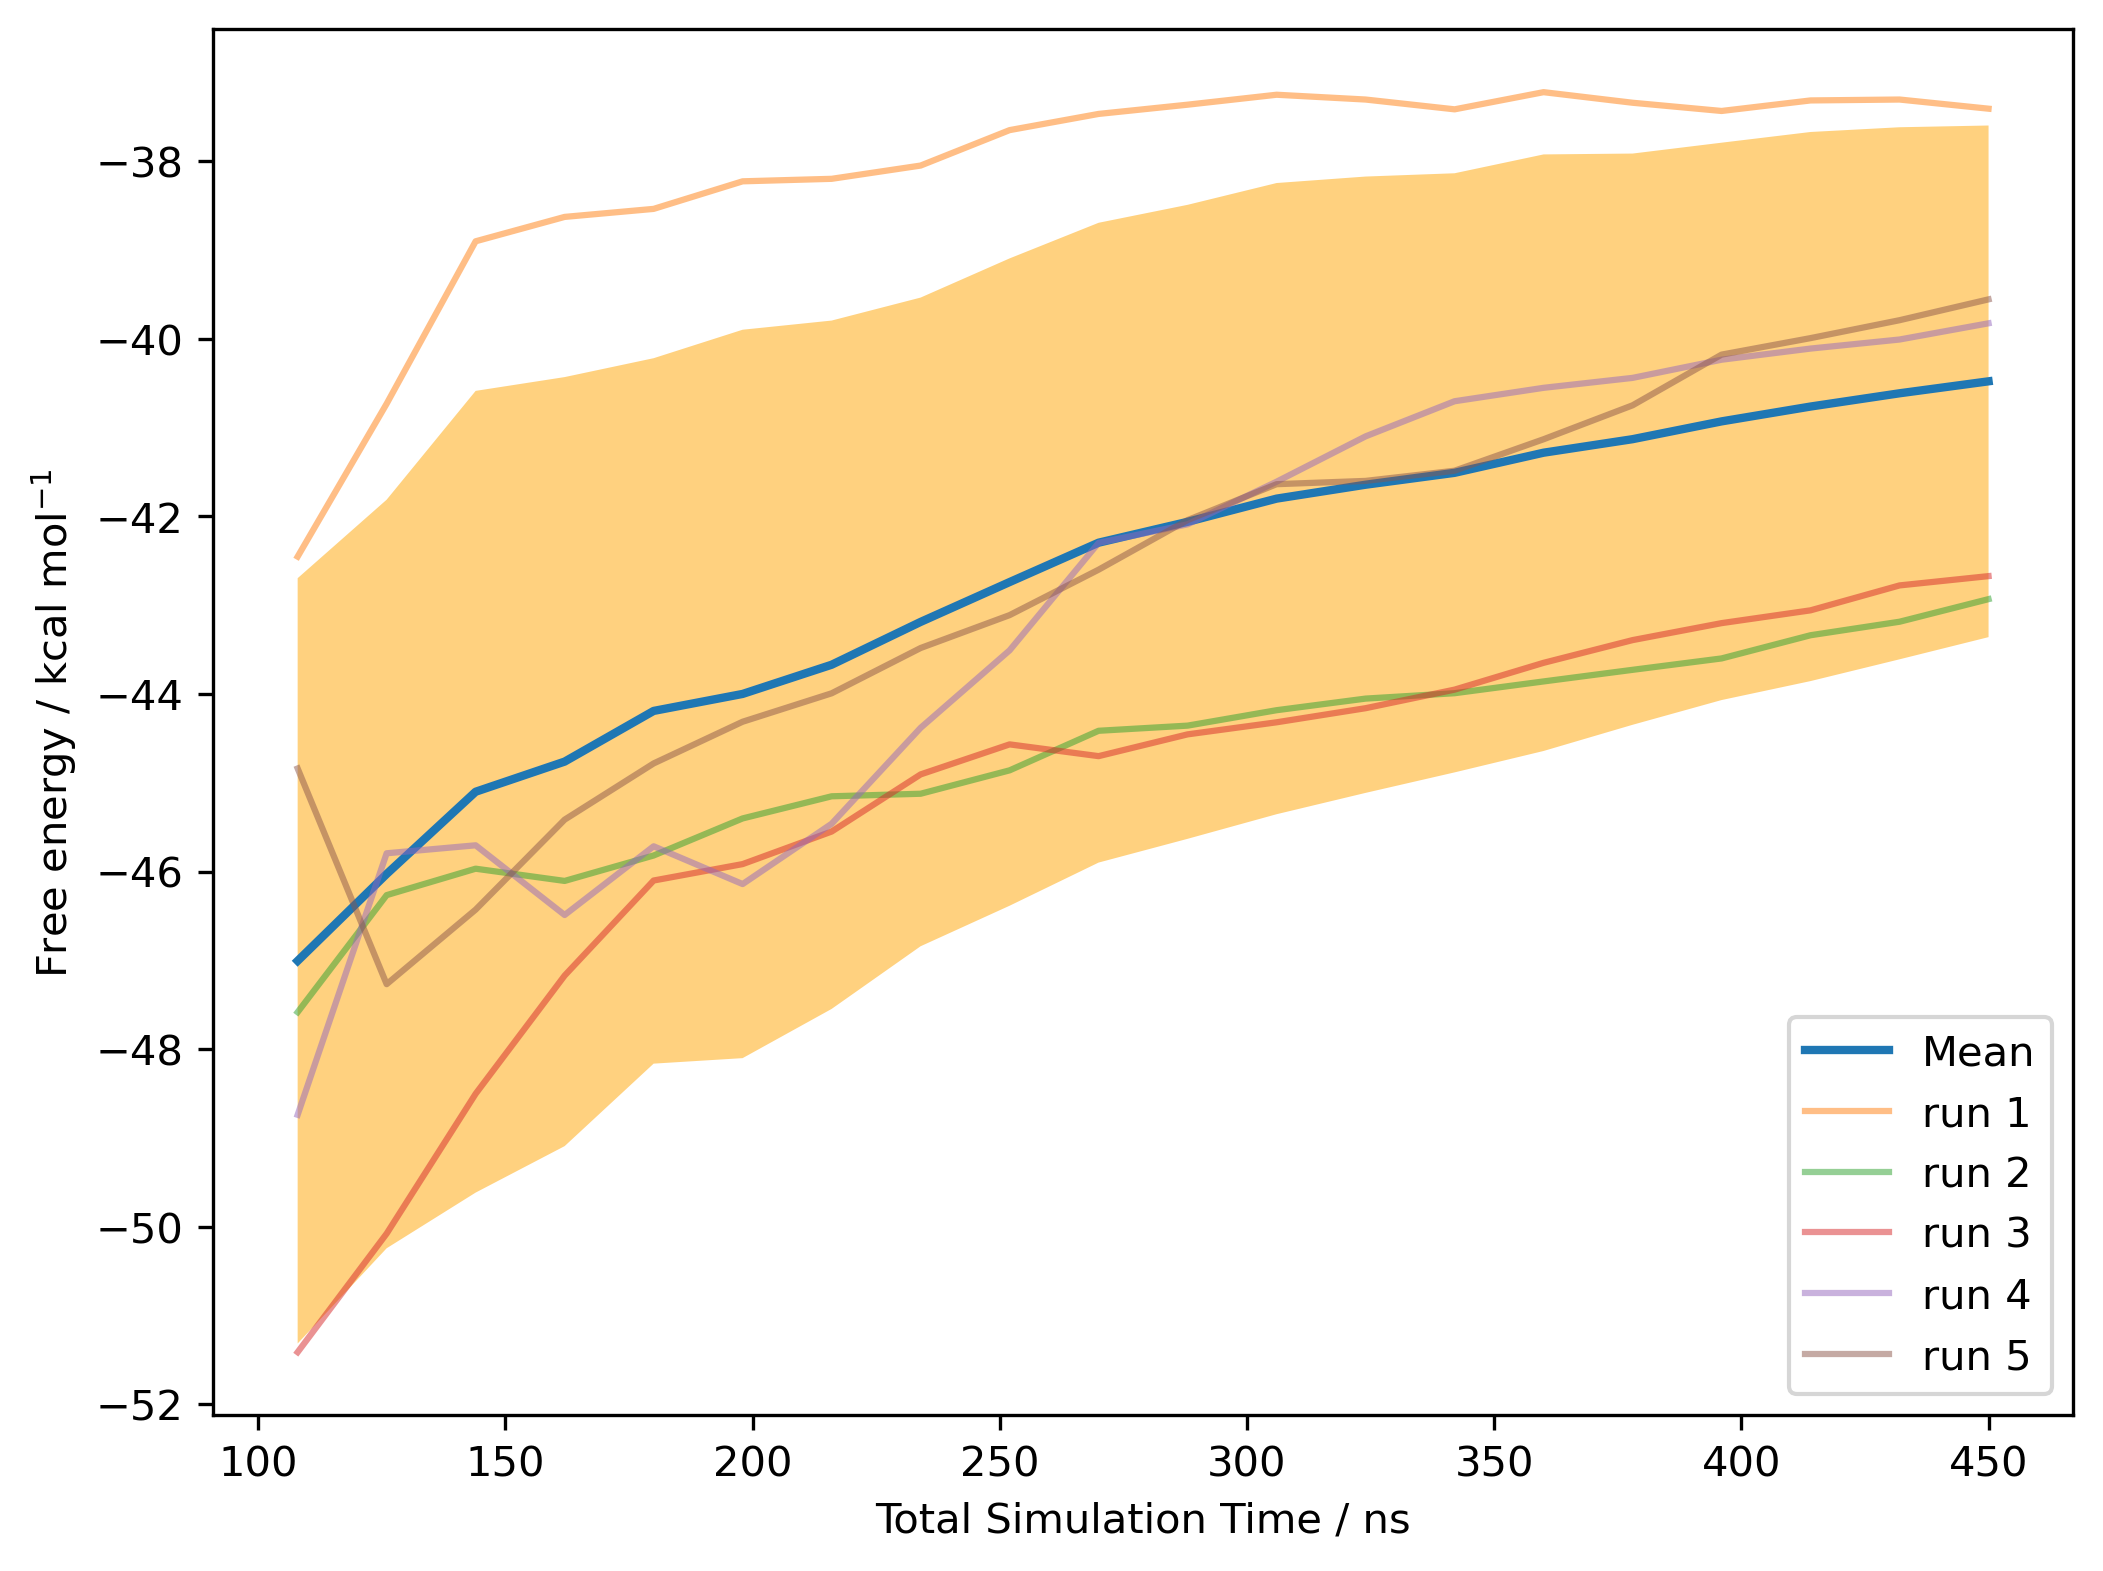 −38
−40
−42
−44
−46
−48
−50
−52
Free energy / kcal mol⁻¹
100 150 200 250 300 350 400 450
Total Simulation Time / ns
Mean
run 1
run 2
run 3
run 4
run 5